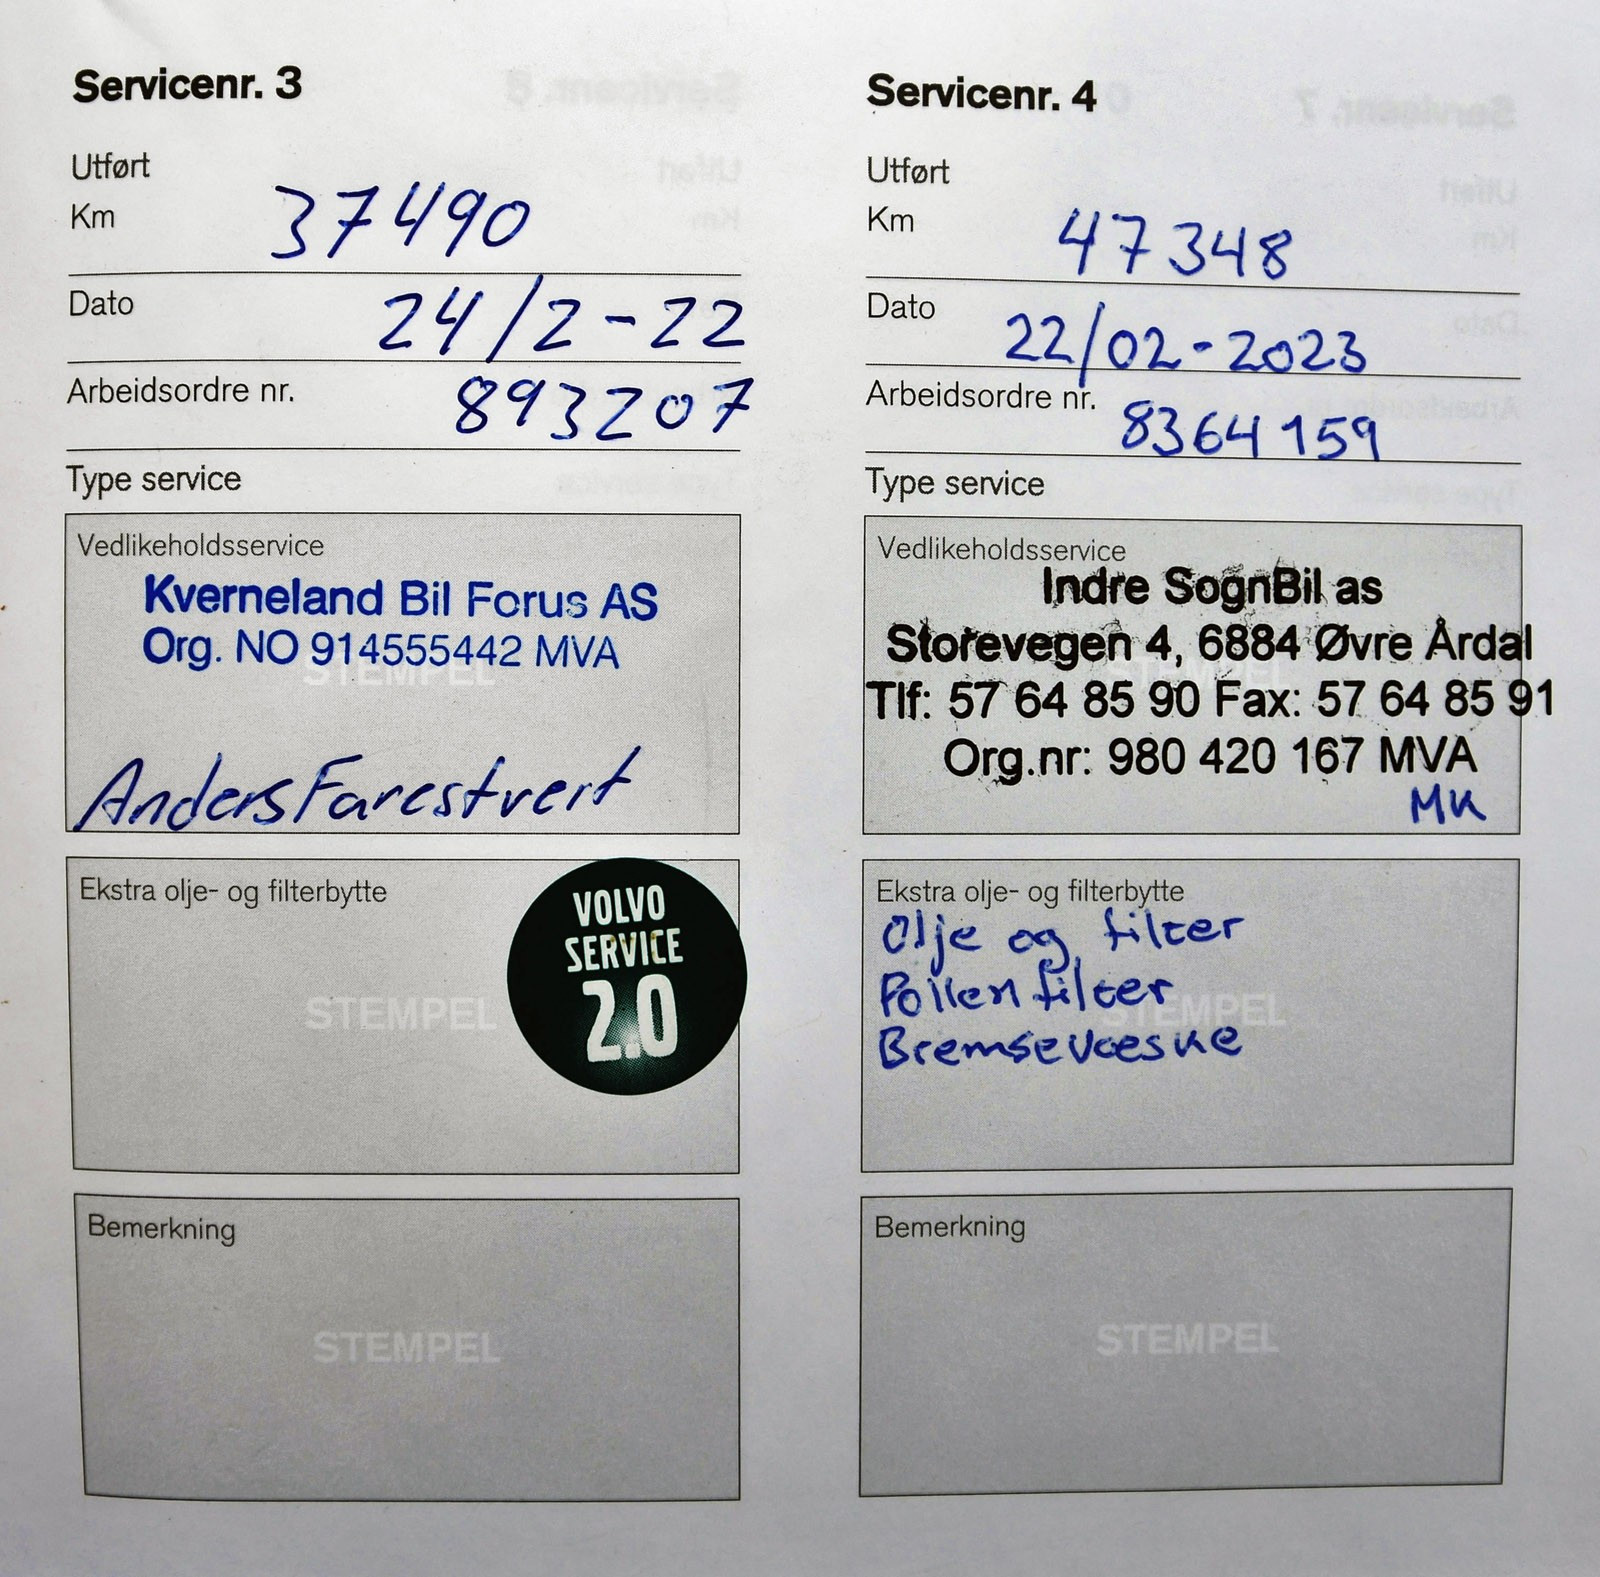 Servicenr. 3
Utført
Km 37490
Dato 24/2-22
Arbeidsordre nr. 893207
Type service
Vedlikeholdsservice
Kverneland Bil Forus AS
Org. NO 914555442 MVA
STEMPEL
Anders Farestvert
Ekstra olje- og filterbytte
VOLVO
SERVICE
2.0
STEMPEL
Bemerkning
STEMPEL
Servicenr. 4
Utført
Km 47348
Dato 22/02-2023
Arbeidsordre nr. 8364159
Type service
Vedlikeholdsservice
Indre SognBil as
Storevegen 4, 6884 Øvre Årdal
STEMPEL
Tlf: 57 64 85 90 Fax: 57 64 85 91
Org.nr: 980 420 167 MVA
MK
Ekstra olje- og filterbytte
Olje og filter
Pollenfilter
STEMPEL
Bremsevæske
Bemerkning
STEMPEL